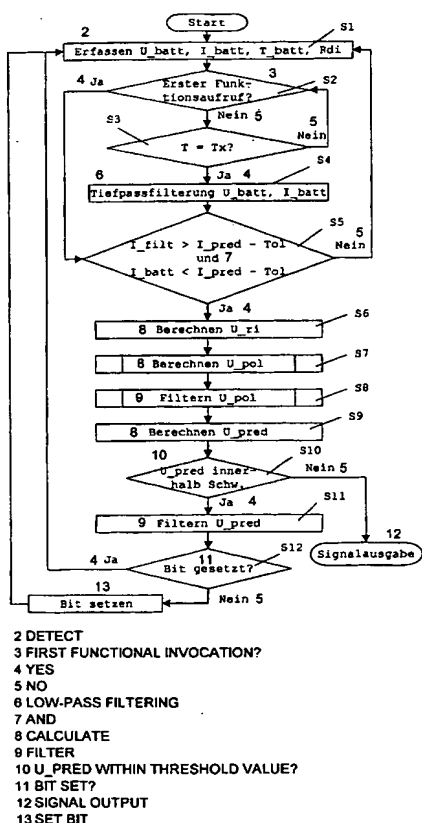 Start
2
S1
Erfassen U_batt, I_batt, T_batt, Rdi
4 Ja
3
S2
Erster Funk-
tionsaufruf?
Nein 5
S3
5
Nein
T = Tx?
6
Ja 4
S4
Tiefpassfilterung U_batt, I_batt
S5
5
Nein
I_filt > I_pred - Tol
und 7
I_batt < I_pred - Tol
Ja 4
8 Berechnen U_ri
S6
8 Berechnen U_pol
S7
9 Filtern U_pol
S8
8 Berechnen U_pred
S9
10
S10
U_pred inner-
halb Schw.
Nein 5
Ja 4
S11
9 Filtern U_pred
12
Signalausgabe
4 Ja
11
S12
Bit gesetzt?
13
Bit setzen
Nein 5
2 DETECT
3 FIRST FUNCTIONAL INVOCATION?
4 YES
5 NO
6 LOW-PASS FILTERING
7 AND
8 CALCULATE
9 FILTER
10 U_PRED WITHIN THRESHOLD VALUE?
11 BIT SET?
12 SIGNAL OUTPUT
13 SET BIT